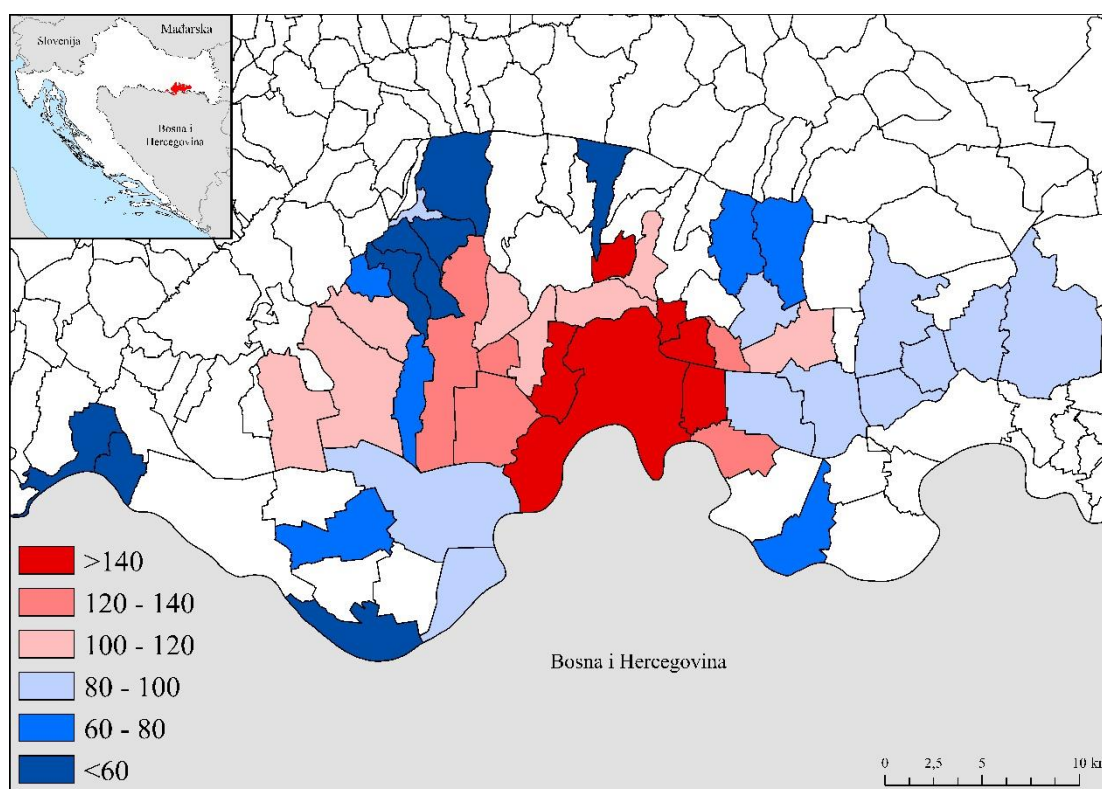 Slovenija
Mađarska
Bosna i
Hercegovina
>140
120 - 140
100 - 120
80 - 100
60 - 80
<60
Bosna i Hercegovina
0 2,5 5 10 km